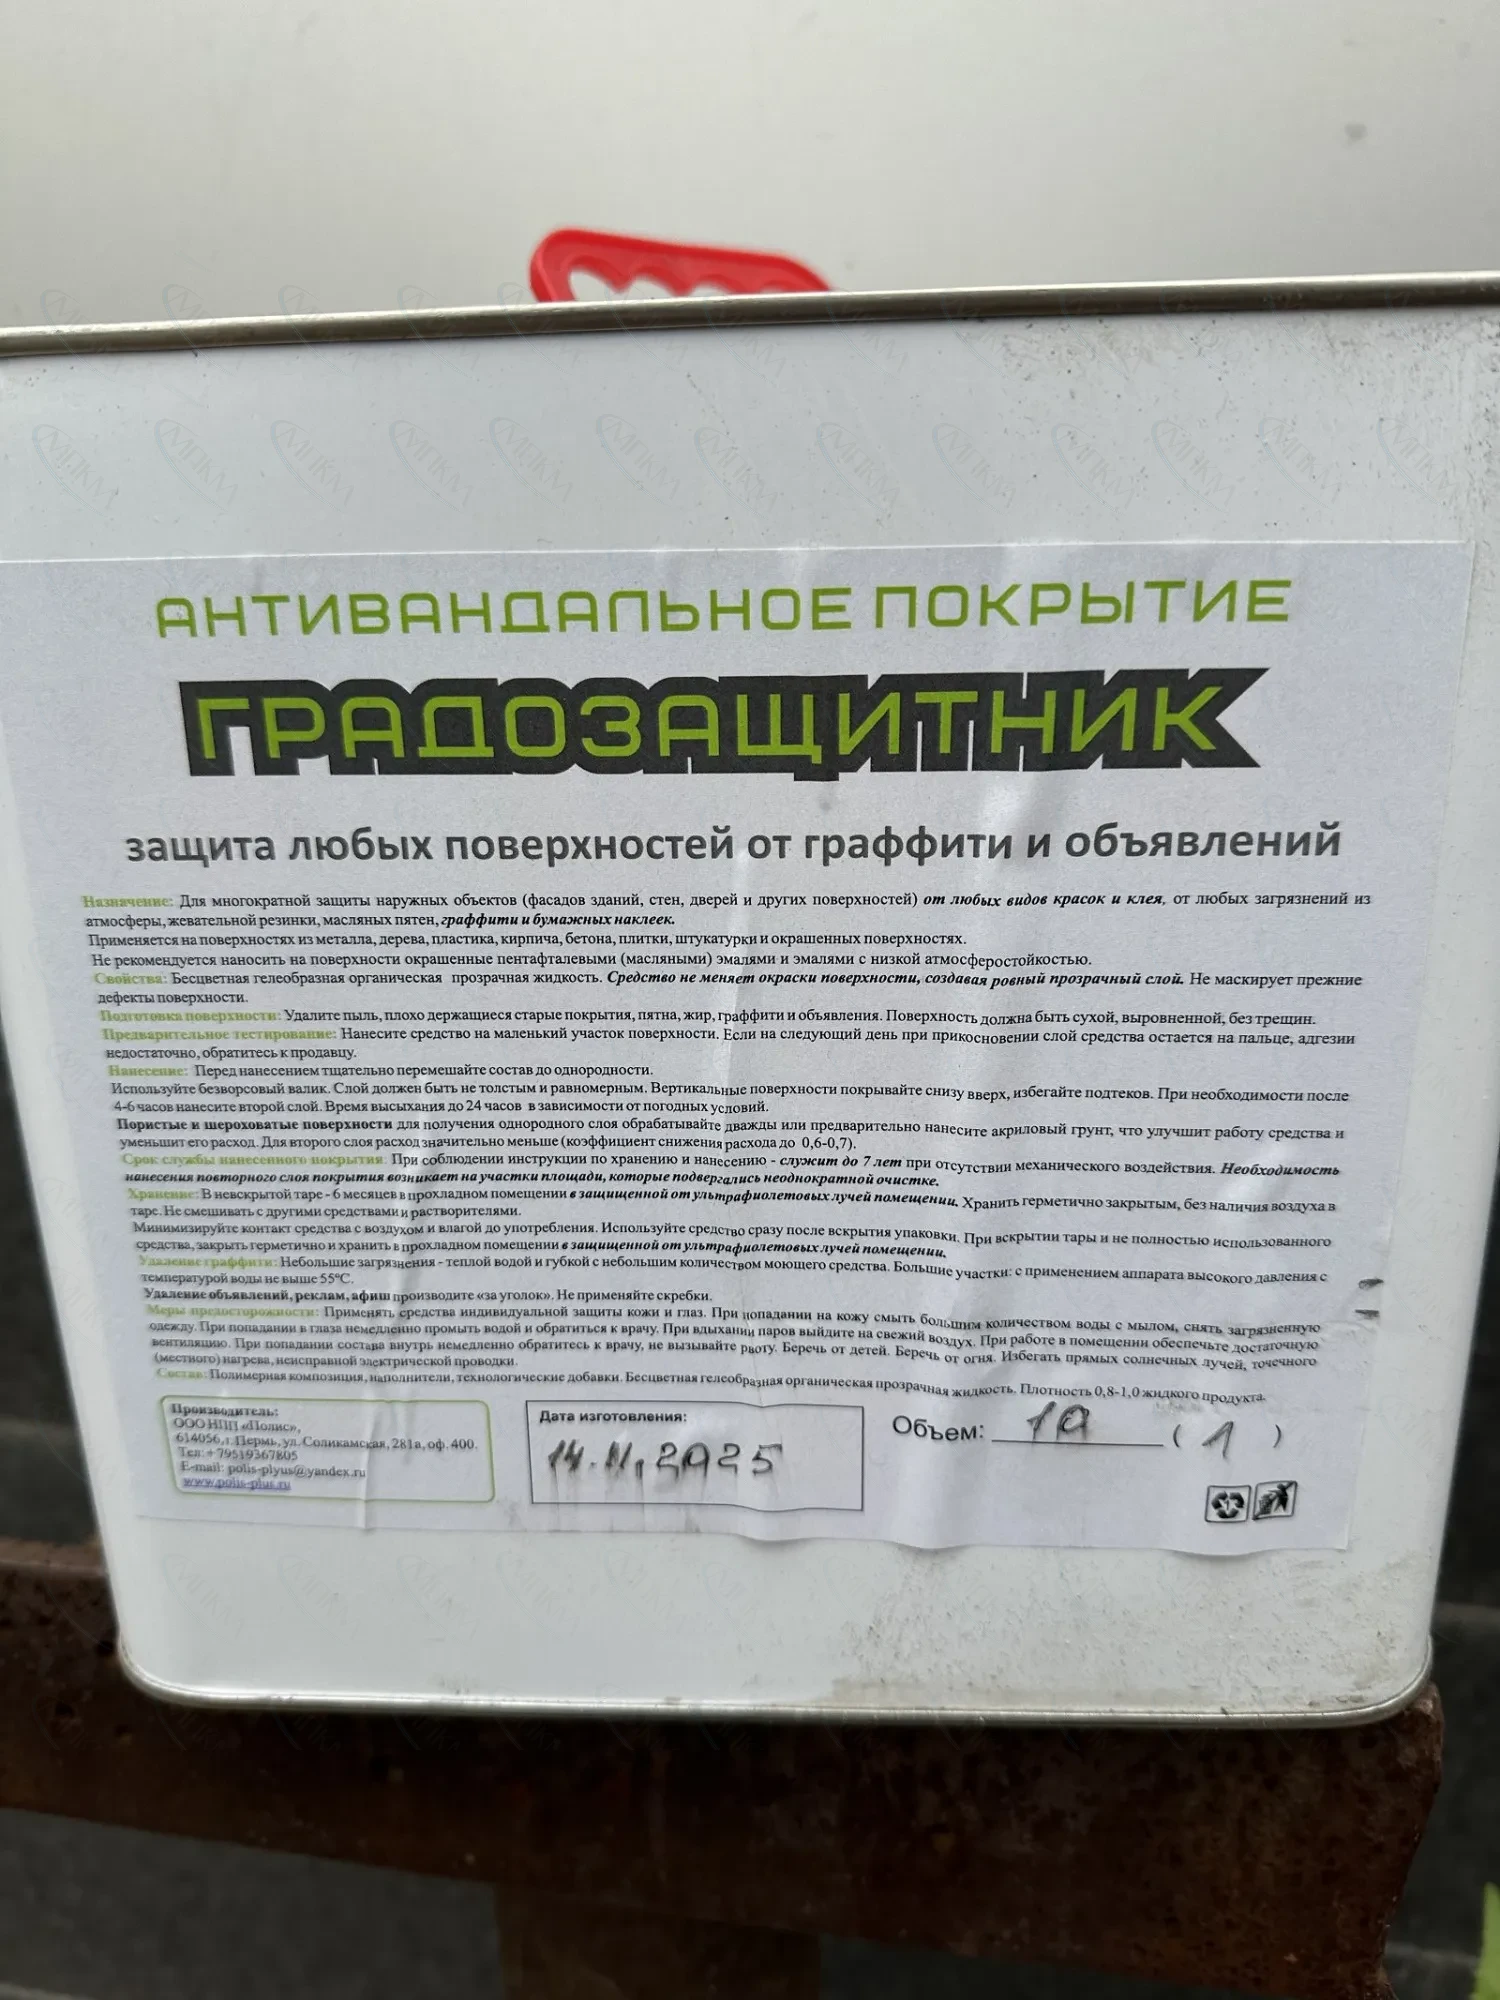 АНТИВАНДАЛЬНОЕ ПОКРЫТИЕ
ГРАДОЗАЩИТНИК
защита любых поверхностей от граффити и объявлений
Назначение: Для многократной защиты наружных объектов (фасадов зданий, стен, дверей и других поверхностей) от любых видов красок и клея, от любых загрязнений из
атмосферы, жевательной резинки, масляных пятен, граффити и бумажных наклеек.
Применяется на поверхностях из металла, дерева, пластика, кирпича, бетона, плитки, штукатурки и окрашенных поверхностях.
Не рекомендуется наносить на поверхности окрашенные пентафталевыми (масляными) эмалями и эмалями с низкой атмосферостойкостью.
Свойства: Бесцветная гелеобразная органическая прозрачная жидкость. Средство не меняет окраски поверхности, создавая ровный прозрачный слой. Не маскирует прежние
дефекты поверхности.
Подготовка поверхности: Удалите пыль, плохо держащиеся старые покрытия, пятна, жир, граффити и объявления. Поверхность должна быть сухой, выровненной, без трещин.
Предварительное тестирование: Нанесите средство на маленький участок поверхности. Если на следующий день при прикосновении слой средства остается на пальце, адгезии
недостаточно, обратитесь к продавцу.
Нанесение: Перед нанесением тщательно перемешайте состав до однородности.
Используйте безворсовый валик. Слой должен быть не толстым и равномерным. Вертикальные поверхности покрывайте снизу вверх, избегайте подтеков. При необходимости после
4-6 часов нанесите второй слой. Время высыхания до 24 часов в зависимости от погодных условий.
Пористые и шероховатые поверхности для получения однородного слоя обрабатывайте дважды или предварительно нанесите акриловый грунт, что улучшит работу средства и
уменьшит его расход. Для второго слоя расход значительно меньше (коэффициент снижения расхода до 0,6-0,7).
Срок службы нанесенного покрытия: При соблюдении инструкции по хранению и нанесению - служит до 7 лет при отсутствии механического воздействия. Необходимость
нанесения повторного слоя покрытия возникает на участки площади, которые подверглись неоднократной очистке.
Хранение: В невскрытой таре - 6 месяцев в прохладном помещении в защищенной от ультрафиолетовых лучей помещении. Хранить герметично закрытым, без наличия воздуха в
таре. Не смешивать с другими средствами и растворителями.
Минимизируйте контакт средства с воздухом и влагой до употребления. Используйте средство сразу после вскрытия упаковки. При вскрытии тары и не полностью использованного
средства, закрыть герметично и хранить в прохладном помещении в защищенной от ультрафиолетовых лучей помещении.
Удаление граффити: Небольшие загрязнения - теплой водой и губкой с небольшим количеством моющего средства. Большие участки: с применением аппарата высокого давления с
температурой воды не выше 55°С.
Удаление объявлений, реклам, афиш производите «за уголок». Не применяйте скребки.
Меры предосторожности: Применять средства индивидуальной защиты кожи и глаз. При попадании на кожу смыть большим количеством воды с мылом, снять загрязненную
одежду. При попадании в глаза немедленно промыть водой и обратиться к врачу. При вдыхании паров выйдите на свежий воздух. При работе в помещении обеспечьте достаточную
вентиляцию. При попадании состава внутрь немедленно обратитесь к врачу, не вызывайте рвоту. Беречь от детей. Беречь от огня. Избегать прямых солнечных лучей, точечного
(местного) нагрева, неисправной электрической проводки.
Состав: Полимерная композиция, наполнители, технологические добавки. Бесцветная гелеобразная органическая прозрачная жидкость. Плотность 0,8-1,0 жидкого продукта.
Производитель:
ООО НПП «Полис»,
614056, г. Пермь, ул. Соликамская, 281а, оф. 400.
Тел: +79519367805
E-mail: polis-plyus@yandex.ru
www.polis-plus.ru
Дата изготовления:
14.11.2025
Объем: 10 (1)